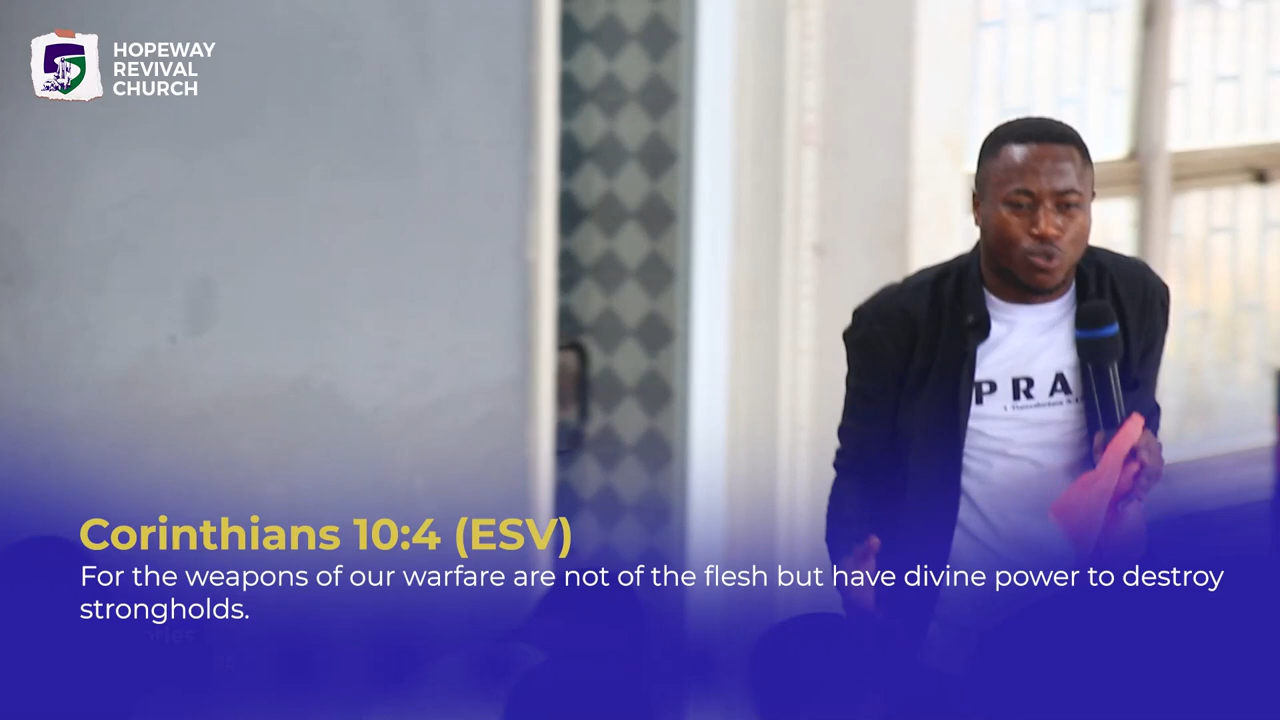 HOPEWAY
REVIVAL
CHURCH
PRA
Corinthians 10:4 (ESV)
For the weapons of our warfare are not of the flesh but have divine power to destroy
strongholds.